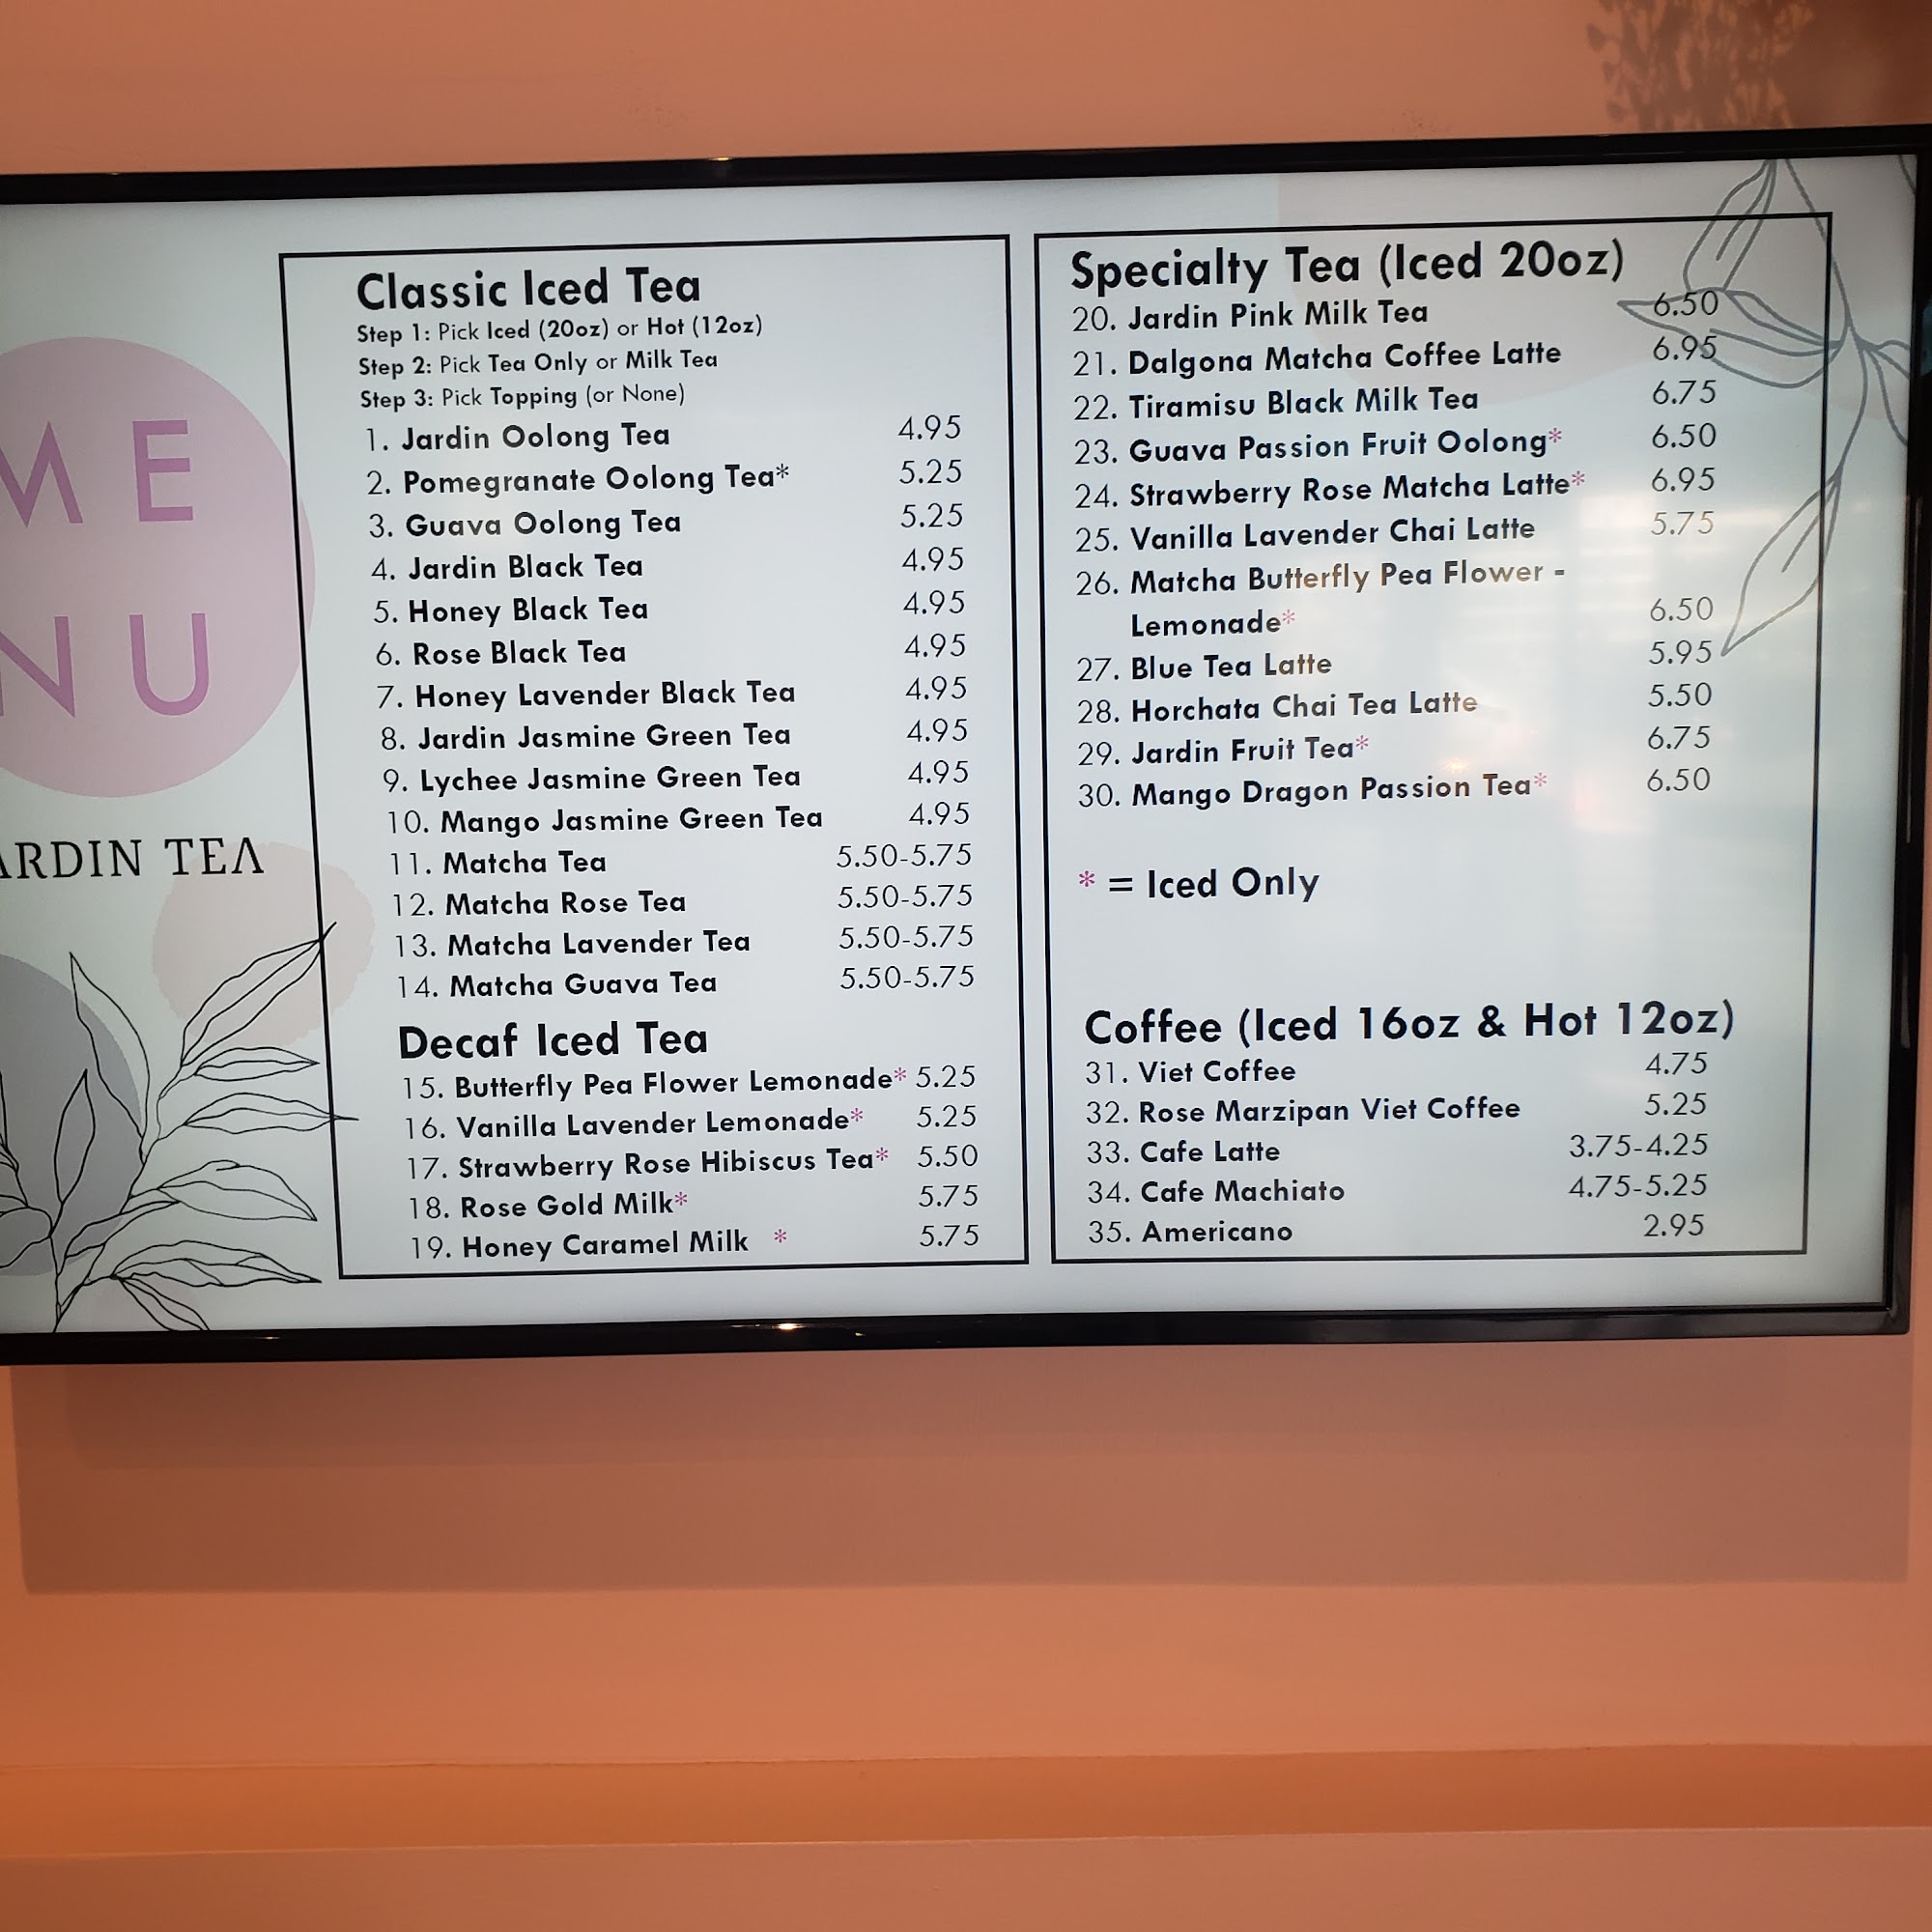 ME
NU
ARDIN TEA
Classic Iced Tea
Step 1: Pick Iced (20oz) or Hot (12oz)
Step 2: Pick Tea Only or Milk Tea
Step 3: Pick Topping (or None)
1. Jardin Oolong Tea 4.95
2. Pomegranate Oolong Tea* 5.25
3. Guava Oolong Tea 5.25
4. Jardin Black Tea 4.95
5. Honey Black Tea 4.95
6. Rose Black Tea 4.95
7. Honey Lavender Black Tea 4.95
8. Jardin Jasmine Green Tea 4.95
9. Lychee Jasmine Green Tea 4.95
10. Mango Jasmine Green Tea 4.95
11. Matcha Tea 5.50-5.75
12. Matcha Rose Tea 5.50-5.75
13. Matcha Lavender Tea 5.50-5.75
14. Matcha Guava Tea 5.50-5.75
Decaf Iced Tea
15. Butterfly Pea Flower Lemonade* 5.25
16. Vanilla Lavender Lemonade* 5.25
17. Strawberry Rose Hibiscus Tea* 5.50
18. Rose Gold Milk* 5.75
19. Honey Caramel Milk * 5.75
Specialty Tea (Iced 20oz)
20. Jardin Pink Milk Tea 6.50
21. Dalgona Matcha Coffee Latte 6.95
22. Tiramisu Black Milk Tea 6.75
23. Guava Passion Fruit Oolong* 6.50
24. Strawberry Rose Matcha Latte* 6.95
25. Vanilla Lavender Chai Latte 5.75
26. Matcha Butterfly Pea Flower -
Lemonade* 6.50
27. Blue Tea Latte 5.95
28. Horchata Chai Tea Latte 5.50
29. Jardin Fruit Tea* 6.75
30. Mango Dragon Passion Tea* 6.50
* = Iced Only
Coffee (Iced 16oz & Hot 12oz)
31. Viet Coffee 4.75
32. Rose Marzipan Viet Coffee 5.25
33. Cafe Latte 3.75-4.25
34. Cafe Machiato 4.75-5.25
35. Americano 2.95